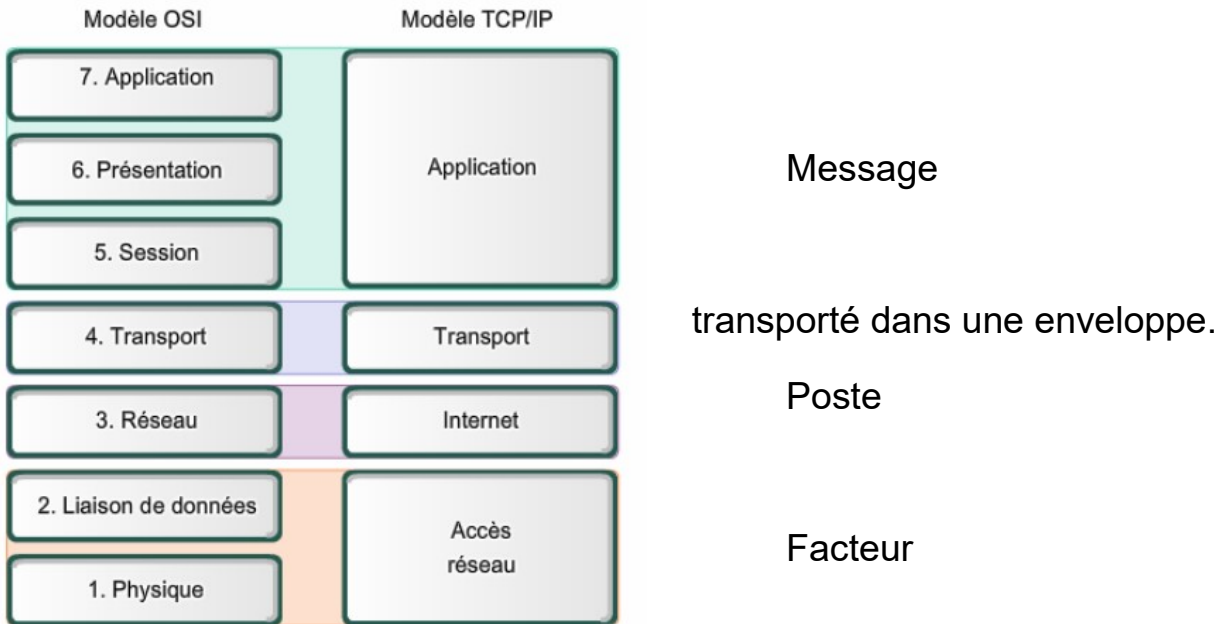 Modèle OSI
Modèle TCP/IP
7. Application
6. Présentation
5. Session
Application
Message
4. Transport
Transport
transporté dans une enveloppe.
3. Réseau
Internet
Poste
2. Liaison de données
1. Physique
Accès
réseau
Facteur